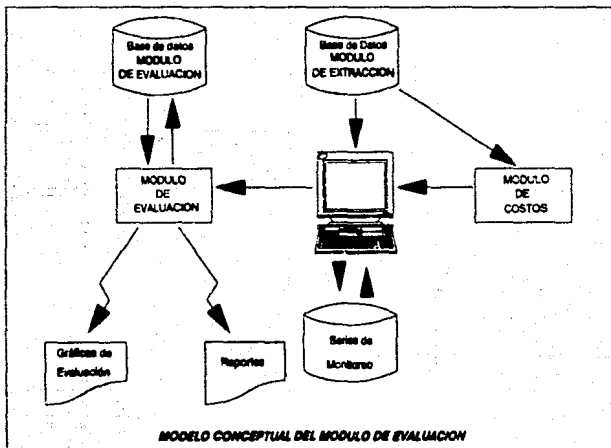 Base de datos
MODULO
DE EVALUACION
Base de Datos
MODULO
DE EXTRACCION
MODULO
DE
EVALUACION
MODULO
DE
COSTOS
Gráficas de
Evaluación
Reportes
Series de
Monitoreo
MODELO CONCEPTUAL DEL MODULO DE EVALUACION